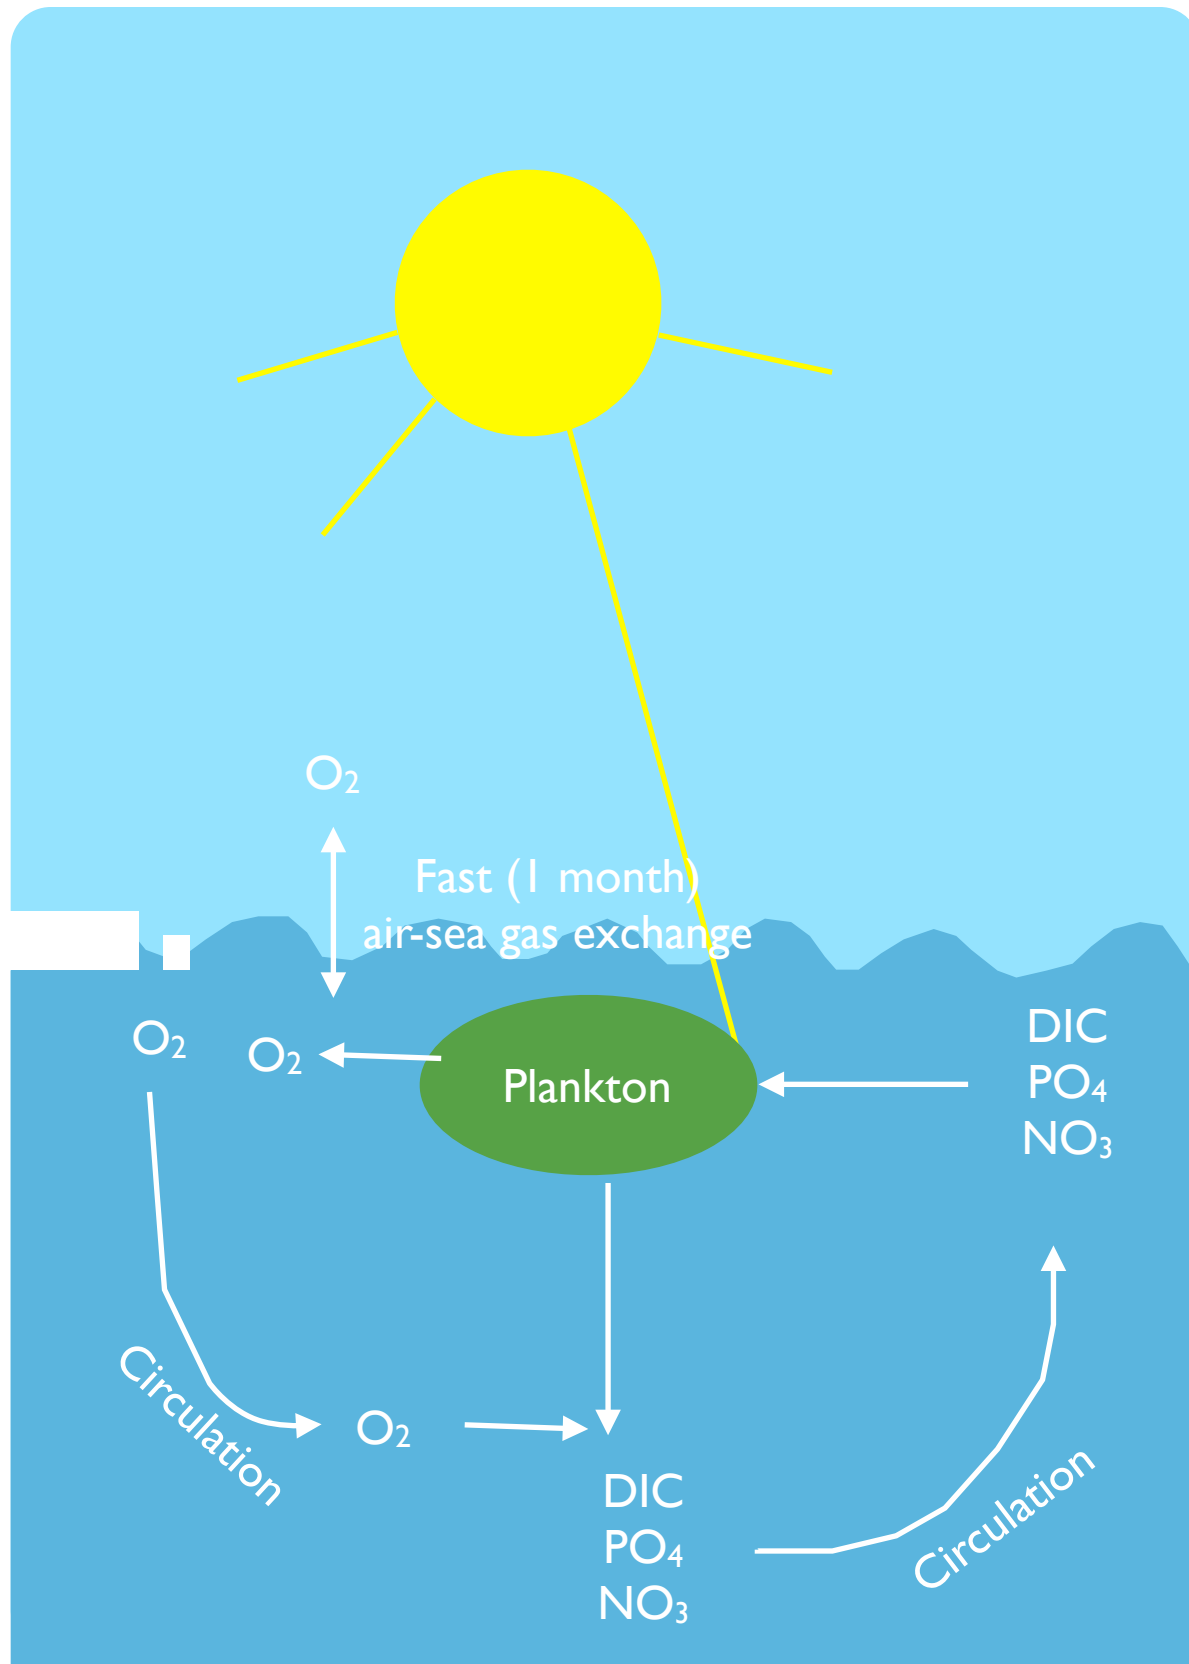 O₂
Fast (1 month)
air-sea gas exchange
O₂
O₂
Plankton
DIC
PO₄
NO₃
Circulation
O₂
DIC
PO₄
NO₃
Circulation